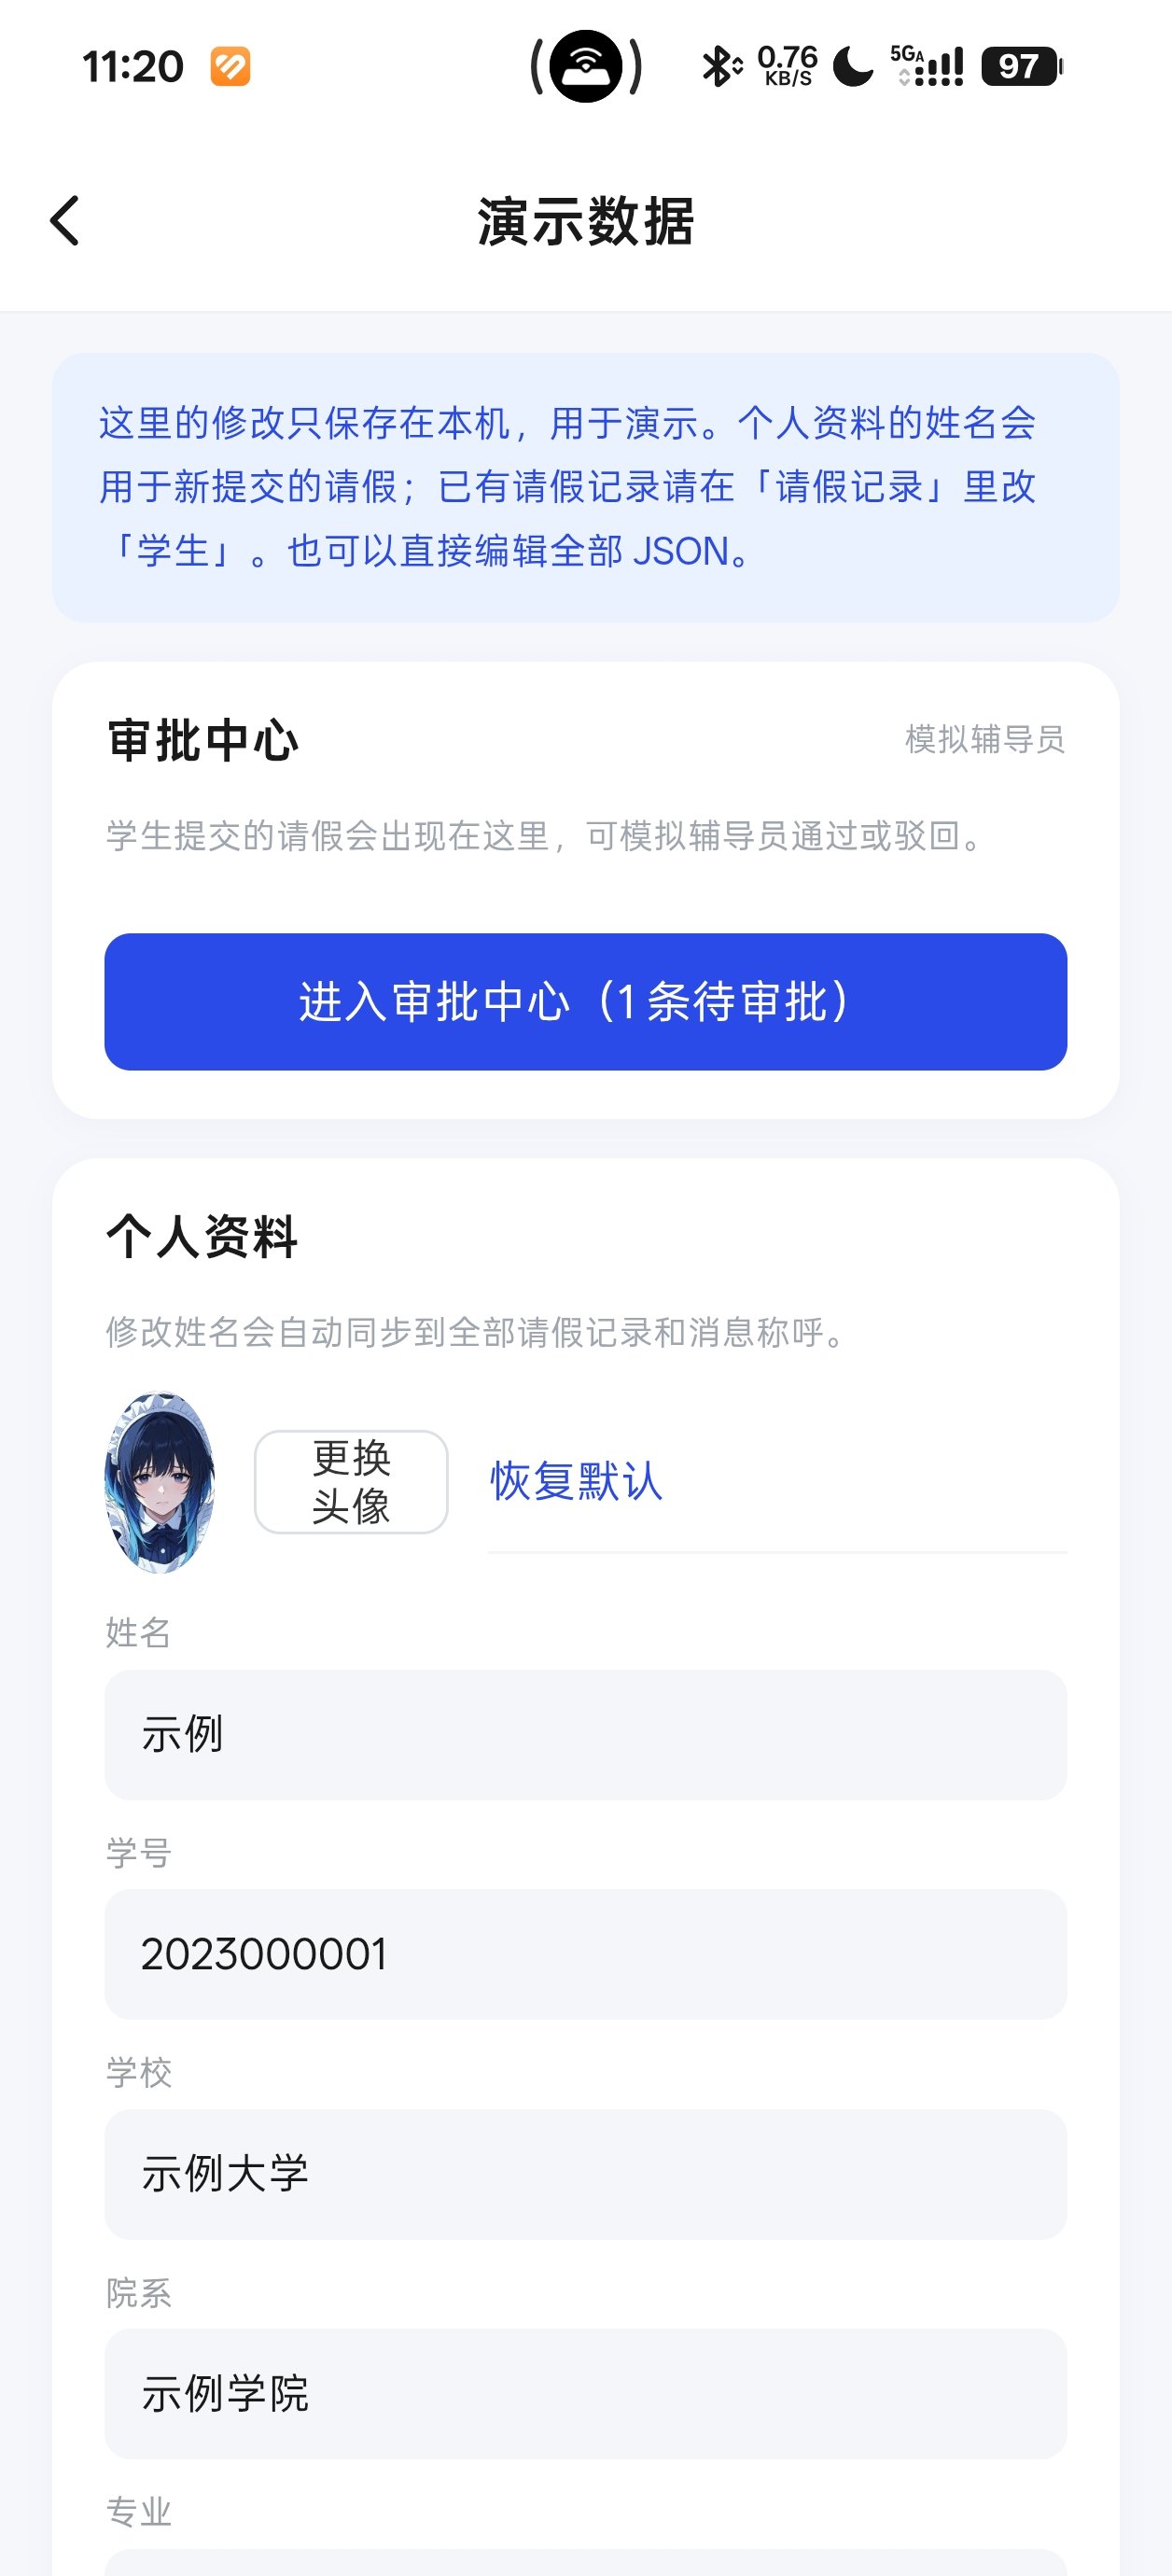 11:20
0.76
KB/S
5GA
97
演示数据
这里的修改只保存在本机，用于演示。个人资料的姓名会
用于新提交的请假；已有请假记录请在「请假记录」里改
「学生」。也可以直接编辑全部 JSON。
审批中心
模拟辅导员
学生提交的请假会出现在这里，可模拟辅导员通过或驳回。
进入审批中心（1 条待审批）
个人资料
修改姓名会自动同步到全部请假记录和消息称呼。
更换
头像
恢复默认
姓名
示例
学号
2023000001
学校
示例大学
院系
示例学院
专业